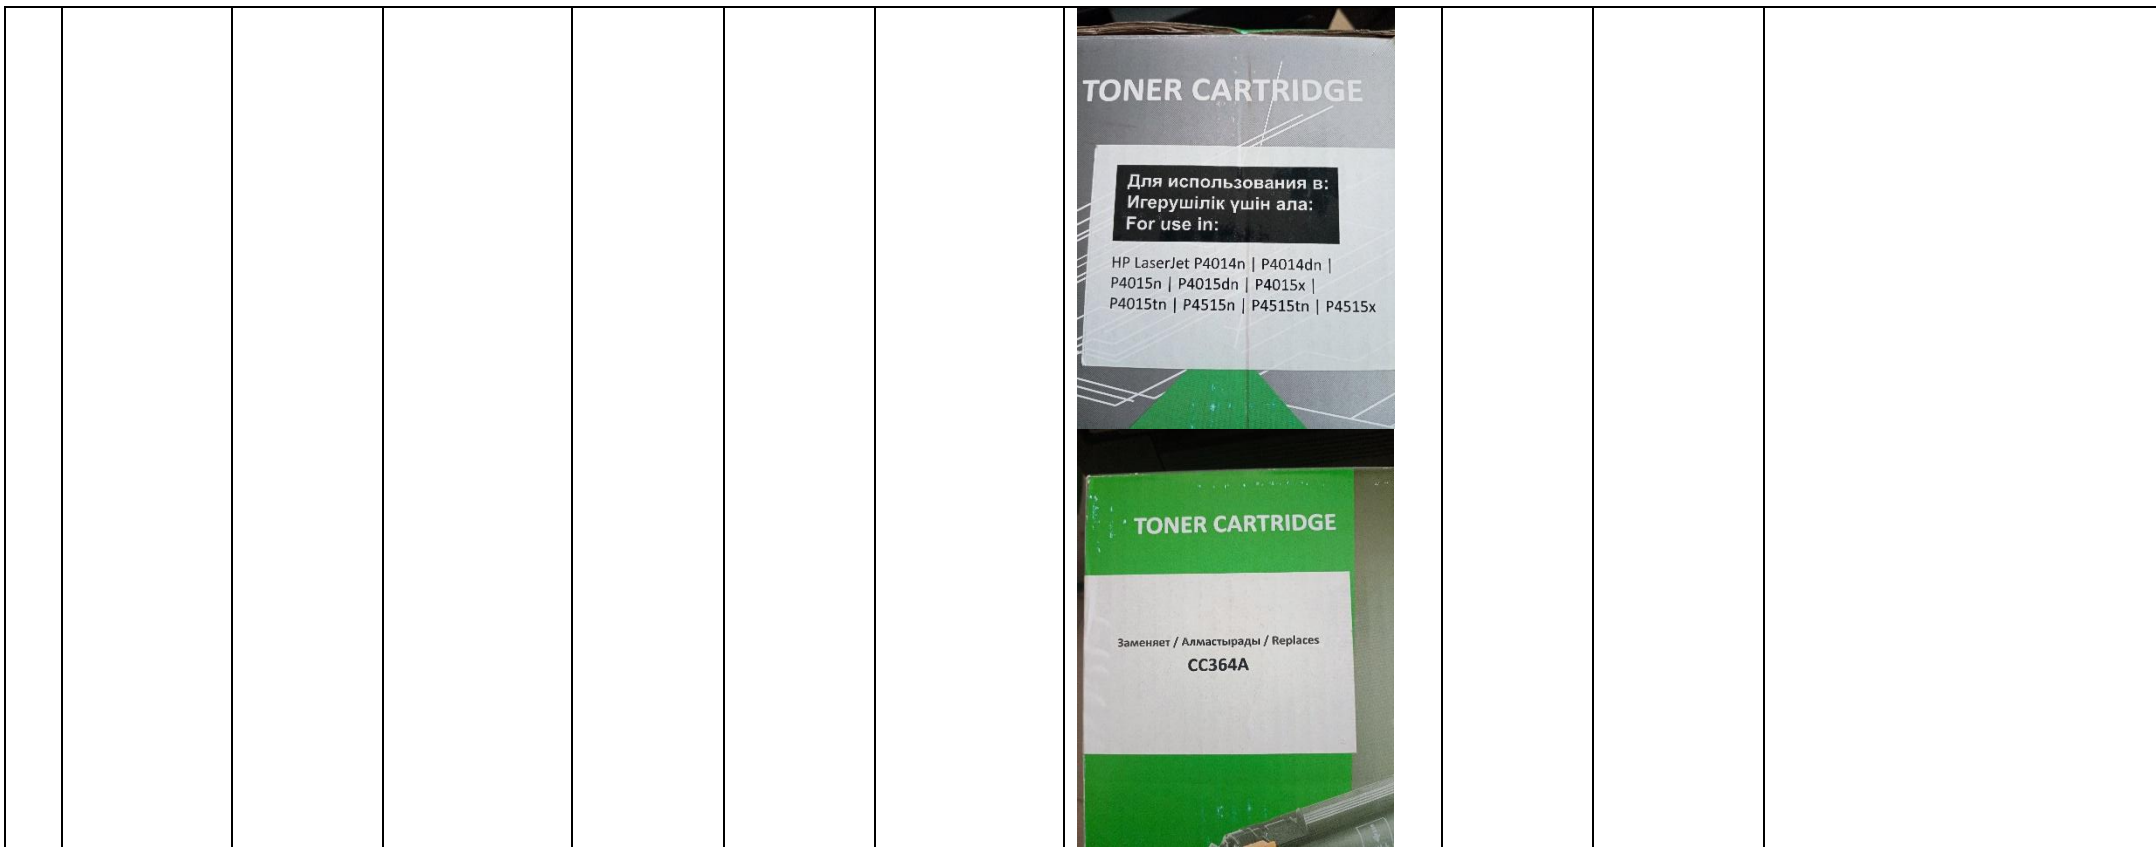 TONER CARTRIDGE
Для использования в:
Игерушілік үшін ала:
For use in:
HP LaserJet P4014n | P4014dn |
P4015n | P4015dn | P4015x |
P4015tn | P4515n | P4515tn | P4515x
TONER CARTRIDGE
Заменяет / Алмастырады / Replaces
CC364A